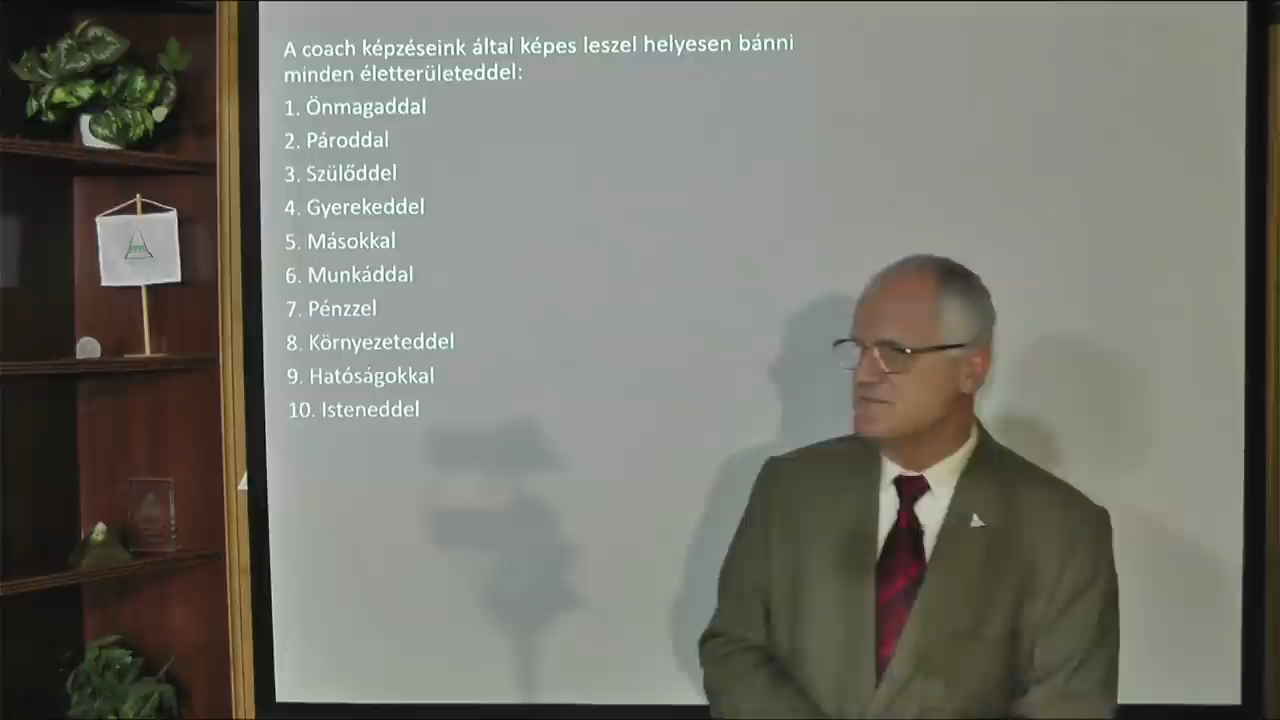 A coach képzéseink által képes leszel helyesen bánni
minden életterületeddel:
1. Önmagaddal
2. Pároddal
3. Szülőddel
4. Gyerekeddel
5. Másokkal
6. Munkáddal
7. Pénzzel
8. Környezeteddel
9. Hatóságokkal
10. Isteneddel